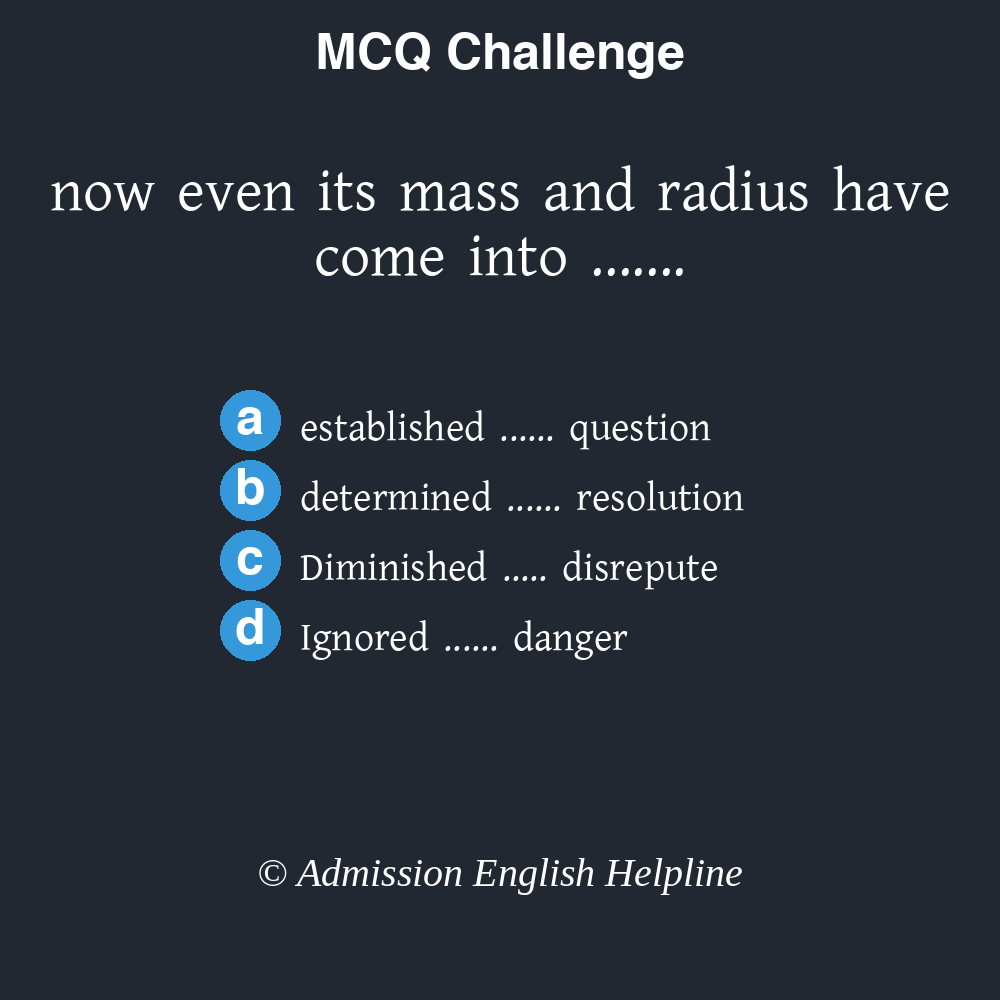 MCQ Challenge
now even its mass and radius have
come into .......
a established ...... question
b determined ...... resolution
c Diminished ..... disrepute
d Ignored ...... danger
© Admission English Helpline